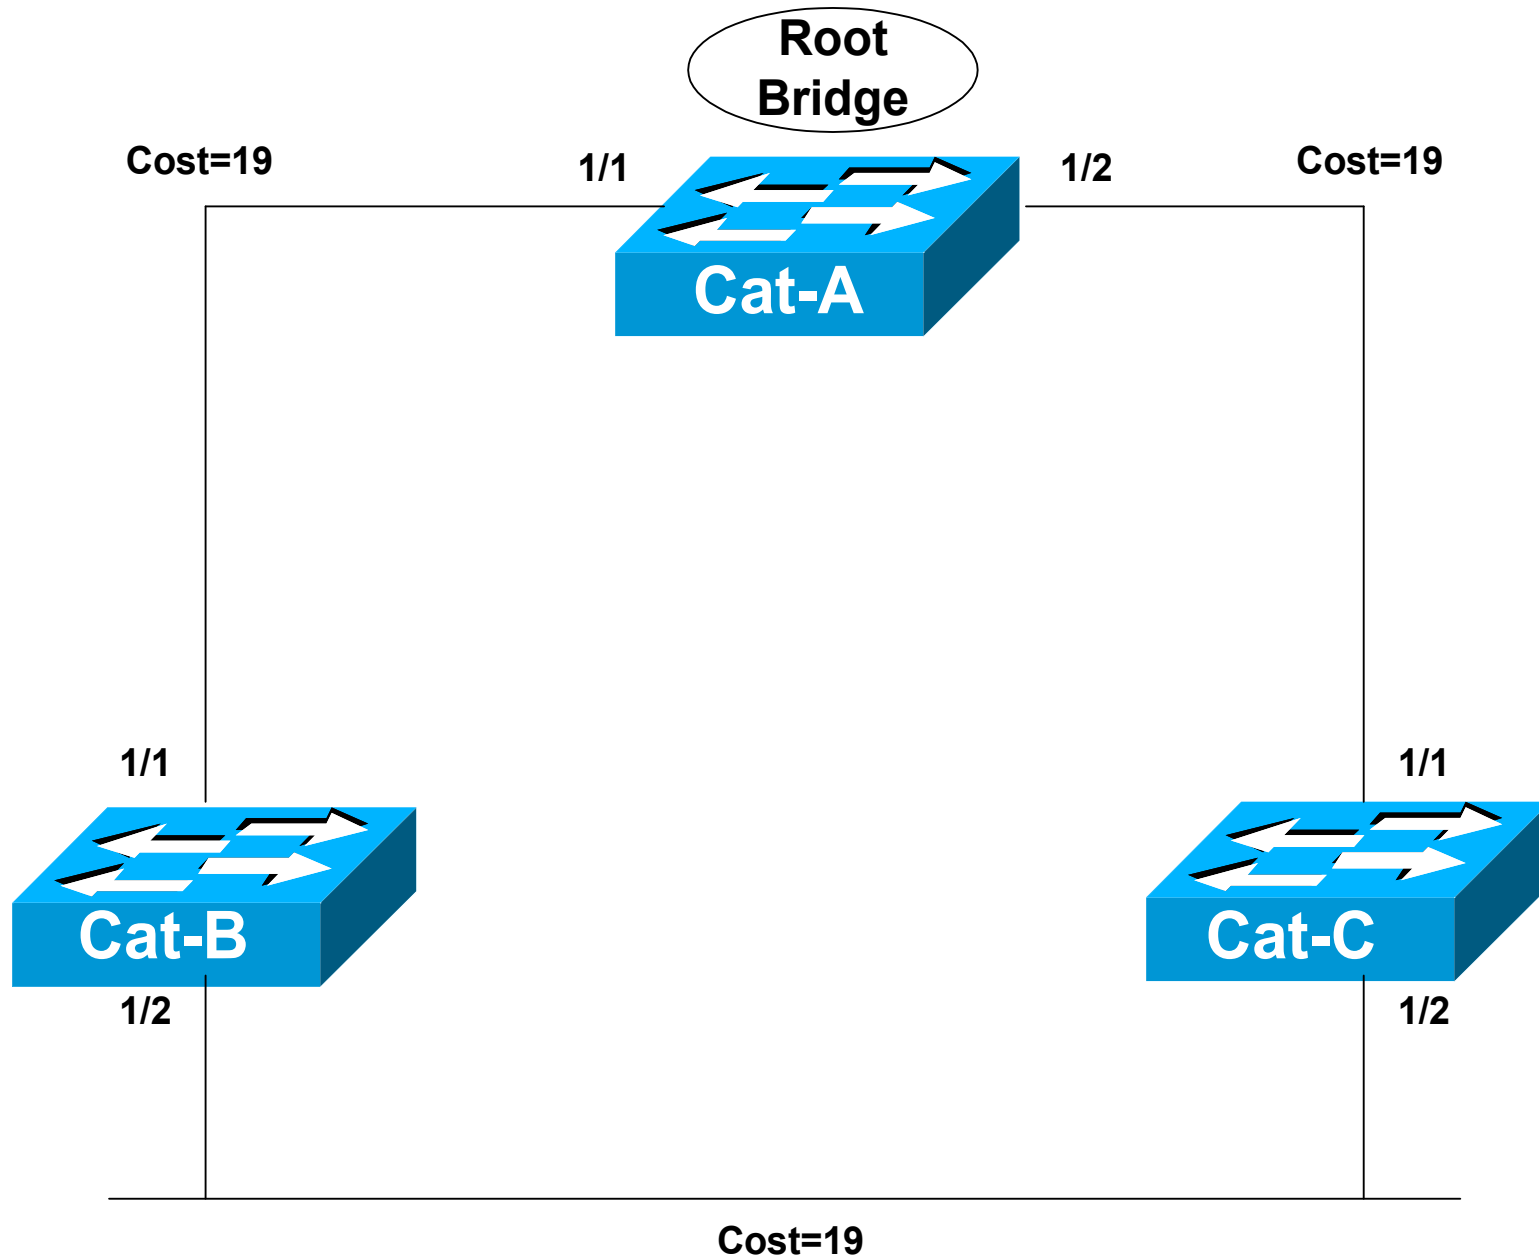 Root
Bridge
Cost=19
1/1
1/2
Cost=19
Cat-A
1/1
1/1
Cat-B
Cat-C
1/2
1/2
Cost=19